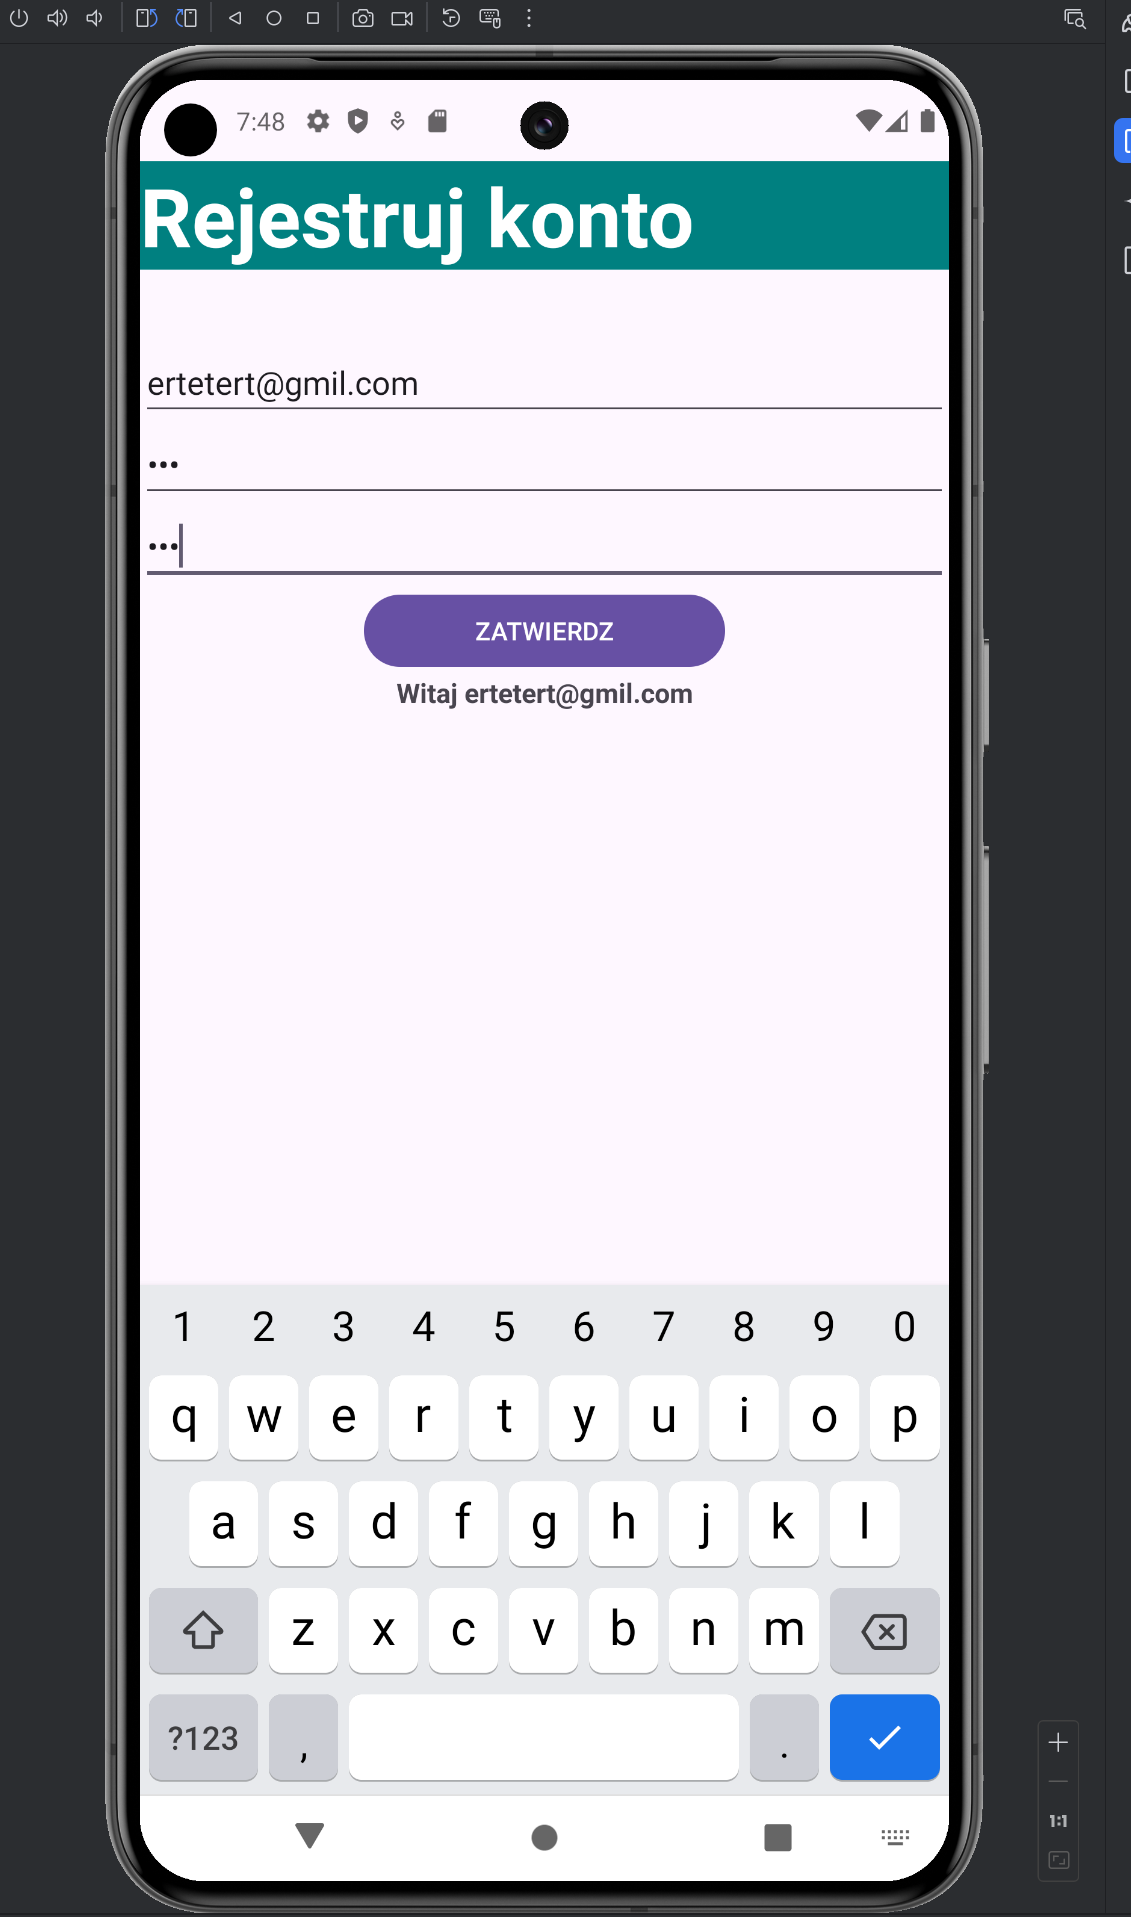 7:48
Rejestruj konto
ertetert@gmil.com
•••
•••
ZATWIERDZ
Witaj ertetert@gmil.com
1 2 3 4 5 6 7 8 9 0
q w e r t y u i o p
a s d f g h j k l
z x c v b n m
?123 , .
1:1